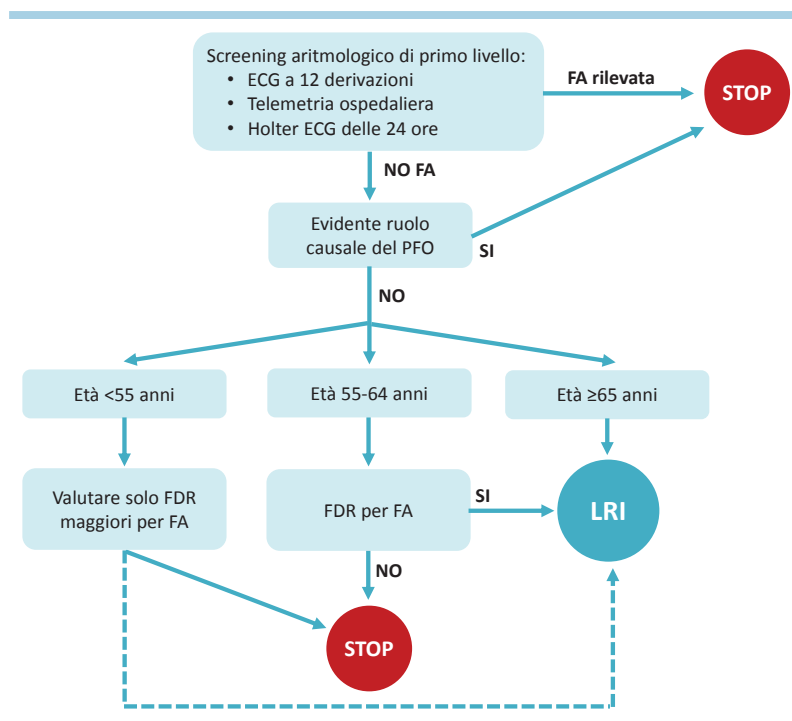 Screening aritmologico di primo livello:
• ECG a 12 derivazioni
• Telemetria ospedaliera
• Holter ECG delle 24 ore
FA rilevata
STOP
NO FA
Evidente ruolo
causale del PFO
SI
NO
Età <55 anni
Età 55-64 anni
Età ≥65 anni
Valutare solo FDR
maggiori per FA
FDR per FA
SI
LRI
NO
STOP